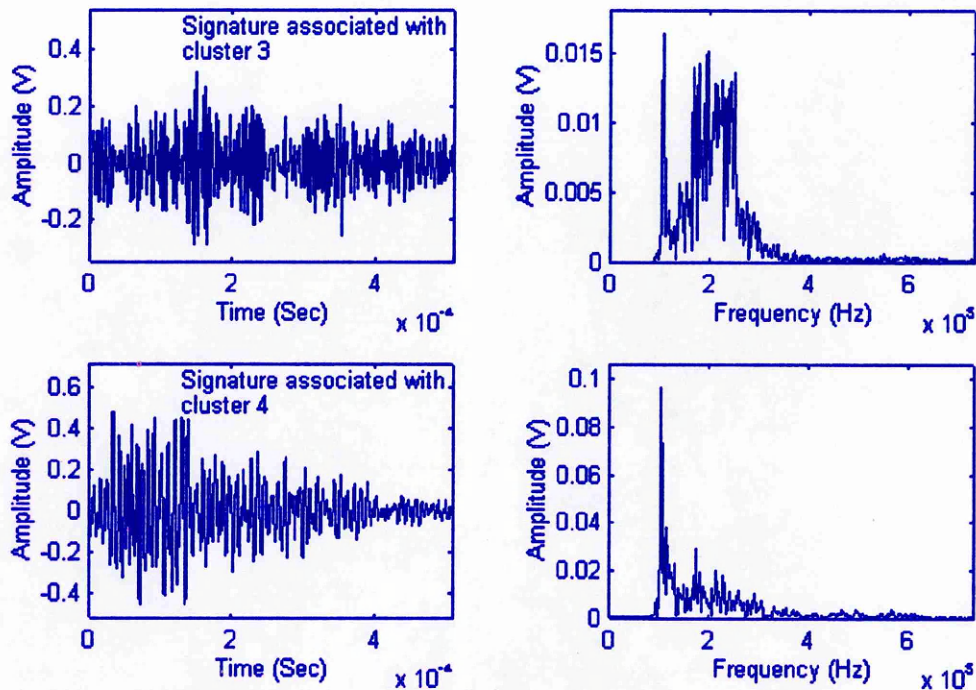 Signature associated with
cluster 3
Amplitude (V)
0.4
0.2
0
-0.2
0
2
4
Time (Sec)
x 10⁻⁴
Amplitude (V)
0.015
0.01
0.005
0
0
2
4
6
Frequency (Hz)
x 10⁵
Signature associated with
cluster 4
Amplitude (V)
0.6
0.4
0.2
0
-0.2
-0.4
0
2
4
Time (Sec)
x 10⁻⁴
Amplitude (V)
0.1
0.08
0.06
0.04
0.02
0
0
2
4
6
Frequency (Hz)
x 10⁵